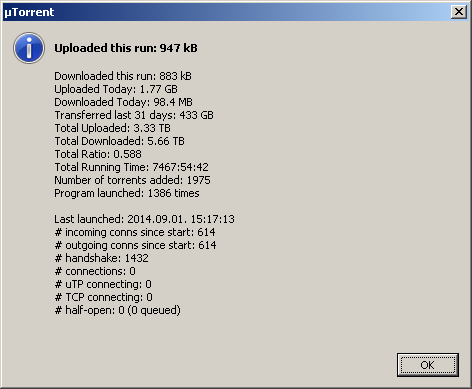 µTorrent
Uploaded this run: 947 kB
Downloaded this run: 883 kB
Uploaded Today: 1.77 GB
Downloaded Today: 98.4 MB
Transferred last 31 days: 433 GB
Total Uploaded: 3.33 TB
Total Downloaded: 5.66 TB
Total Ratio: 0.588
Total Running Time: 7467:54:42
Number of torrents added: 1975
Program launched: 1386 times
Last launched: 2014.09.01. 15:17:13
# incoming conns since start: 614
# outgoing conns since start: 614
# handshake: 1432
# connections: 0
# uTP connecting: 0
# TCP connecting: 0
# half-open: 0 (0 queued)
OK